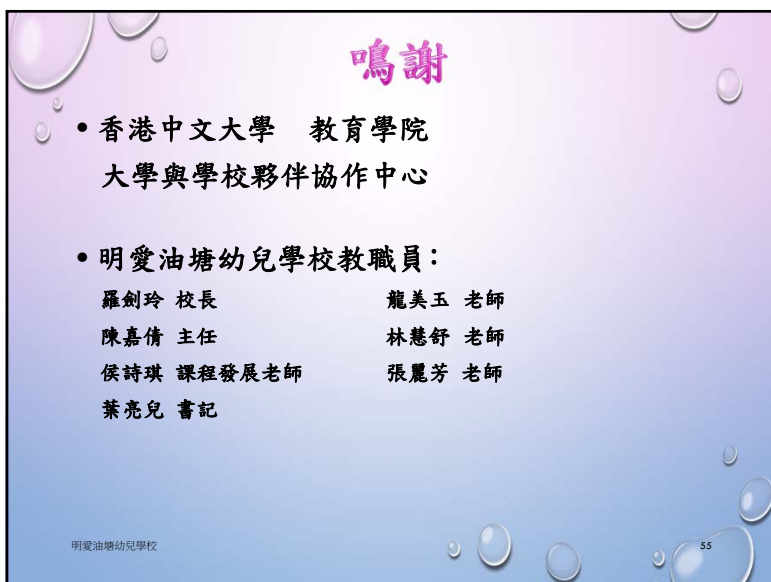 鳴謝
• 香港中文大學 教育學院
大學與學校夥伴協作中心
• 明愛油塘幼兒學校教職員：
羅劍玲 校長 龍美玉 老師
陳嘉倩 主任 林慧舒 老師
侯詩琪 課程發展老師 張麗芳 老師
葉亮兒 書記
明愛油塘幼兒學校 55